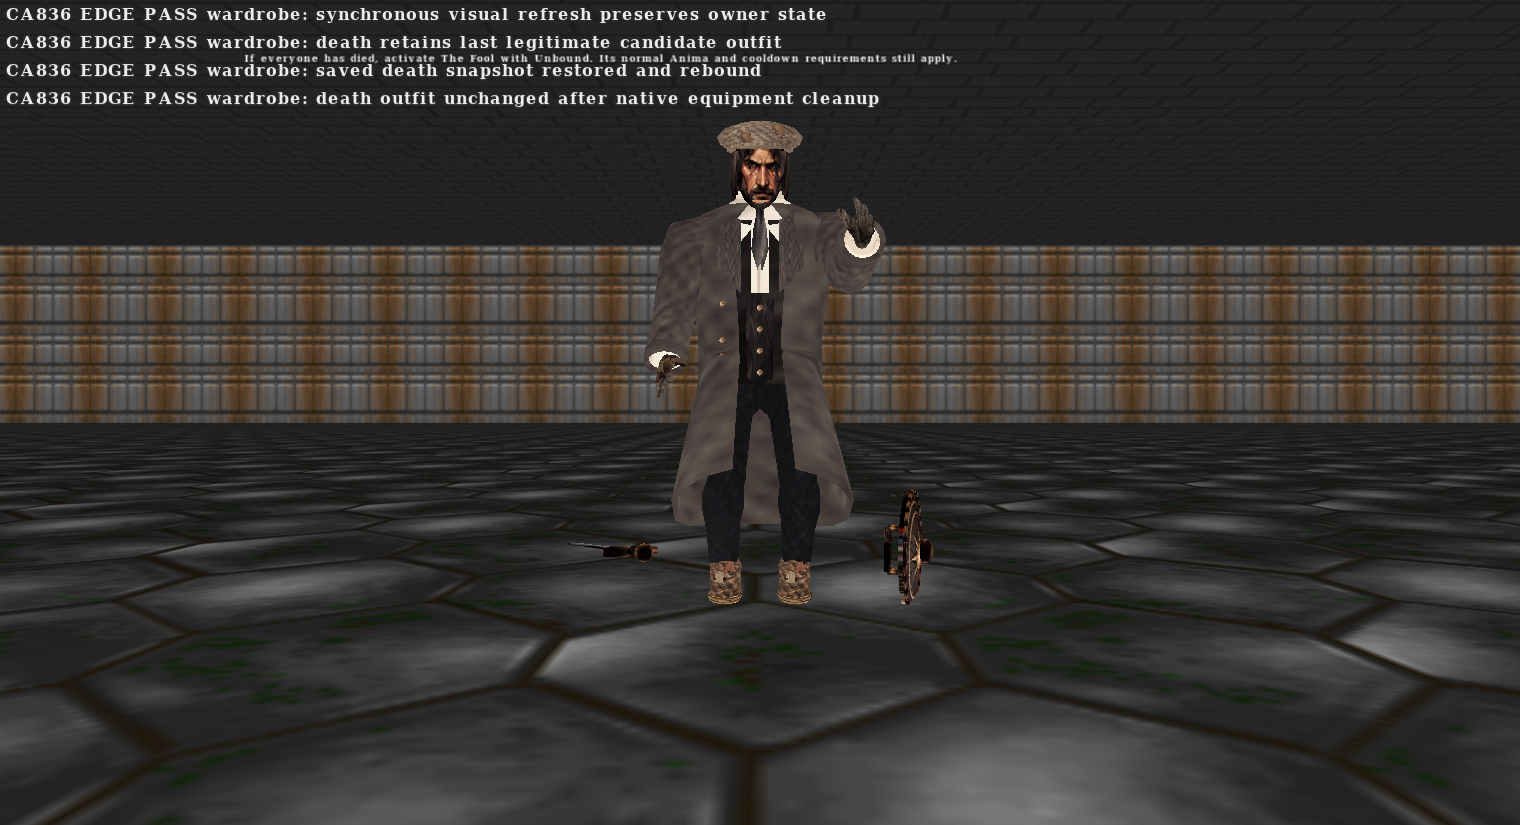 CA836 EDGE PASS wardrobe: synchronous visual refresh preserves owner state
CA836 EDGE PASS wardrobe: death retains last legitimate candidate outfit
If everyone has died, activate The Fool with Unbound. Its normal Anima and cooldown requirements still apply.
CA836 EDGE PASS wardrobe: saved death snapshot restored and rebound
CA836 EDGE PASS wardrobe: death outfit unchanged after native equipment cleanup